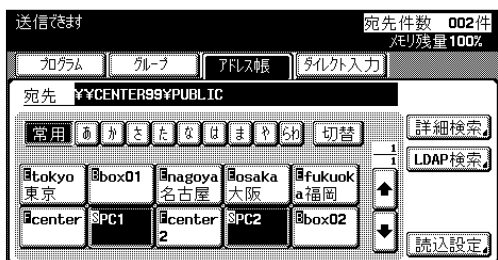 送信できます 宛先件数 002件
メモリ残量100%
プログラム グループ アドレス帳 ダイレクト入力
宛先 ¥¥CENTER99¥PUBLIC
常用 あ か さ た な は ま や らわ 切替 詳細検索
1
1
LDAP検索
tokyo box01 nagoya osaka fukuok
東京 名古屋 大阪 a福岡
center PC1 center PC2 box02
2
読込設定